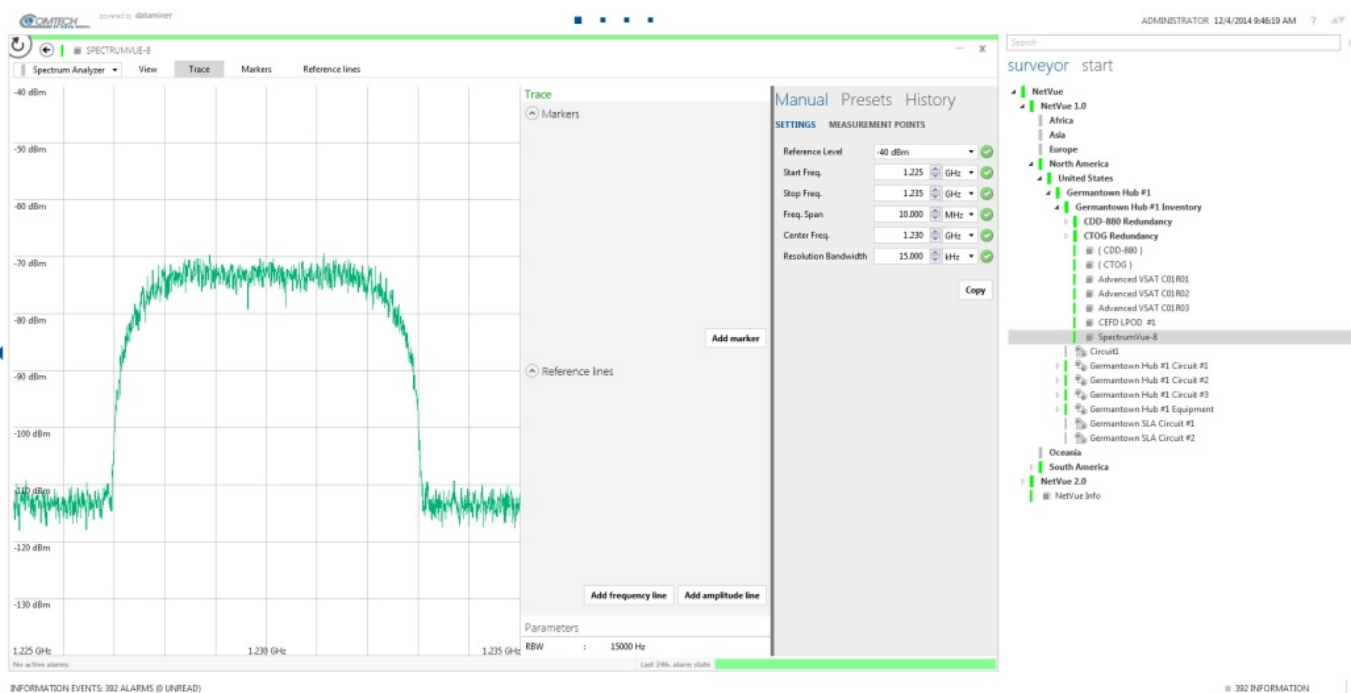 COMTECH
EF DATA
powered by dataminer
ADMINISTRATOR 12/4/2014 9:46:19 AM ?
SPECTRUMVUE-8
... X
Spectrum Analyzer View Trace Markers Reference lines
-40 dBm
-50 dBm
-60 dBm
-70 dBm
-80 dBm
-90 dBm
-100 dBm
-110 dBm
-120 dBm
-130 dBm
1.225 GHz 1.230 GHz 1.235 GHz
No active alarms
Trace
Markers
Add marker
Reference lines
Add frequency line Add amplitude line
Parameters
RBW : 15000 Hz
Last 24h. alarm state
Manual Presets History
SETTINGS MEASUREMENT POINTS
Reference Level -40 dBm
Start Freq. 1.225 GHz
Stop Freq. 1.235 GHz
Freq. Span 10.000 MHz
Center Freq. 1.230 GHz
Resolution Bandwidth 15.000 kHz
Copy
Search
surveyor start
NetVue
NetVue 1.0
Africa
Asia
Europe
North America
United States
Germantown Hub #1
Germantown Hub #1 Inventory
CDD-880 Redundancy
CTOG Redundancy
( CDD-880 )
( CTOG )
Advanced VSAT C01R01
Advanced VSAT C01R02
Advanced VSAT C01R03
CEFD LPOD #1
SpectrumVue-8
Circuit1
Germantown Hub #1 Circuit #1
Germantown Hub #1 Circuit #2
Germantown Hub #1 Circuit #3
Germantown Hub #1 Equipment
Germantown SLA Circuit #1
Germantown SLA Circuit #2
Oceania
South America
NetVue 2.0
NetVue Info
INFORMATION EVENTS: 392 ALARMS (0 UNREAD)
392 INFORMATION